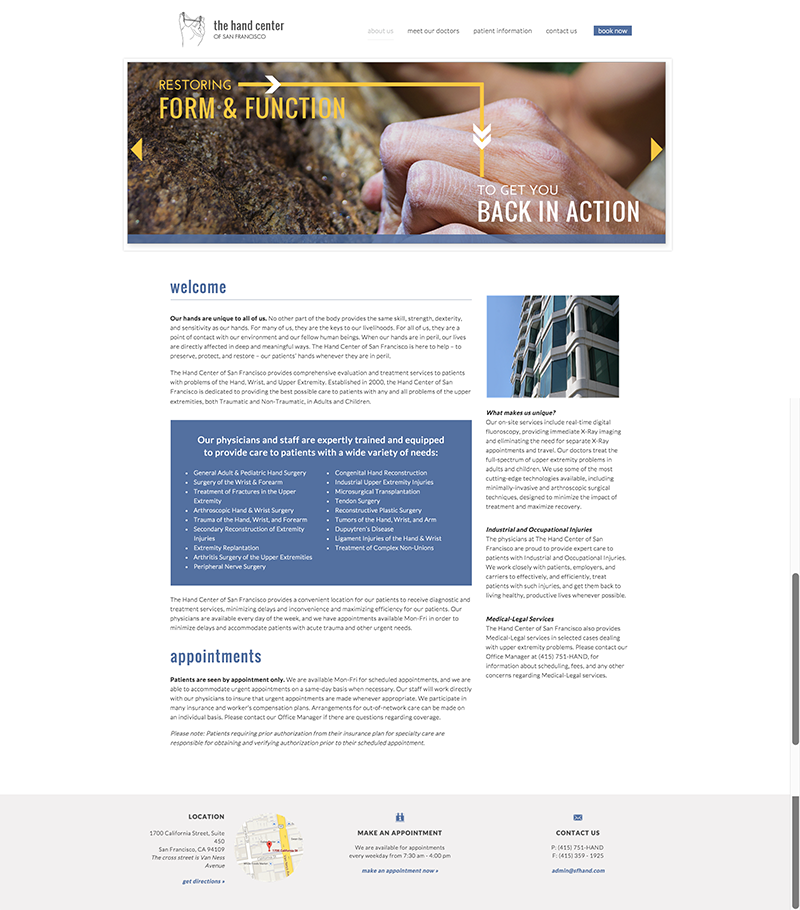 the hand center
OF SAN FRANCISCO
about us
meet our doctors
patient information
contact us
book now
RESTORING
FORM & FUNCTION
TO GET YOU
BACK IN ACTION
welcome
Our hands are unique to all of us. No other part of the body provides the same skill, strength, dexterity,
and sensitivity as our hands. For many of us, they are the keys to our livelihoods. For all of us, they are a
point of contact with our environment and our fellow human beings. When our hands are in peril, our lives
are directly affected in deep and meaningful ways. The Hand Center of San Francisco is here to help – to
preserve, protect, and restore – our patients' hands whenever they are in peril.
The Hand Center of San Francisco provides comprehensive evaluation and treatment services to patients
with problems of the Hand, Wrist, and Upper Extremity. Established in 2000, the Hand Center of San
Francisco is dedicated to providing the best possible care to patients with any and all problems of the upper
extremities, both Traumatic and Non-Traumatic, in Adults and Children.
Our physicians and staff are expertly trained and equipped
to provide care to patients with a wide variety of needs:
General Adult & Pediatric Hand Surgery
Surgery of the Wrist & Forearm
Treatment of Fractures in the Upper
Extremity
Arthroscopic Hand & Wrist Surgery
Trauma of the Hand, Wrist, and Forearm
Secondary Reconstruction of Extremity
Injuries
Extremity Replantation
Arthritis Surgery of the Upper Extremities
Peripheral Nerve Surgery
Congenital Hand Reconstruction
Industrial Upper Extremity Injuries
Microsurgical Transplantation
Tendon Surgery
Reconstructive Plastic Surgery
Tumors of the Hand, Wrist, and Arm
Dupuytren's Disease
Ligament Injuries of the Hand & Wrist
Treatment of Complex Non-Unions
The Hand Center of San Francisco provides a convenient location for our patients to receive diagnostic and
treatment services, minimizing delays and inconvenience and maximizing efficiency for our patients. Our
physicians are available every day of the week, and we have appointments available Mon-Fri in order to
minimize delays and accommodate patients with acute trauma and other urgent needs.
appointments
Patients are seen by appointment only. We are available Mon-Fri for scheduled appointments, and we are
able to accommodate urgent appointments on a same-day basis when necessary. Our staff will work directly
with our physicians to insure that urgent appointments are made whenever appropriate. We participate in
many insurance and worker's compensation plans. Arrangements for out-of-network care can be made on
an individual basis. Please contact our Office Manager if there are questions regarding coverage.
Please note: Patients requiring prior authorization from their insurance plan for specialty care are
responsible for obtaining and verifying authorization prior to their scheduled appointment.
What makes us unique?
Our on-site services include real-time digital
fluoroscopy, providing immediate X-Ray imaging
and eliminating the need for separate X-Ray
appointments and travel. Our doctors treat the
full-spectrum of upper extremity problems in
adults and children. We use some of the most
cutting-edge technologies available, including
minimally-invasive and arthroscopic surgical
techniques, designed to minimize the impact of
treatment and maximize recovery.
Industrial and Occupational Injuries
The physicians at The Hand Center of San
Francisco are proud to provide expert care to
patients with Industrial and Occupational Injuries.
We work closely with patients, employers, and
carriers to effectively, and efficiently, treat
patients with such injuries, and get them back to
living healthy, productive lives whenever possible.
Medical-Legal Services
The Hand Center of San Francisco also provides
Medical-Legal services in selected cases dealing
with upper extremity problems. Please contact our
Office Manager at (415) 751-HAND, for
information about scheduling, fees, and any other
concerns regarding Medical-Legal services.
LOCATION
1700 California Street, Suite
450
San Francisco, CA 94109
The cross street is Van Ness
Avenue
get directions »
MAKE AN APPOINTMENT
We are available for appointments
every weekday from 7:30 am - 4:00 pm
make an appointment now »
CONTACT US
P: (415) 751-HAND
F: (415) 359 - 1925
admin@sfhand.com